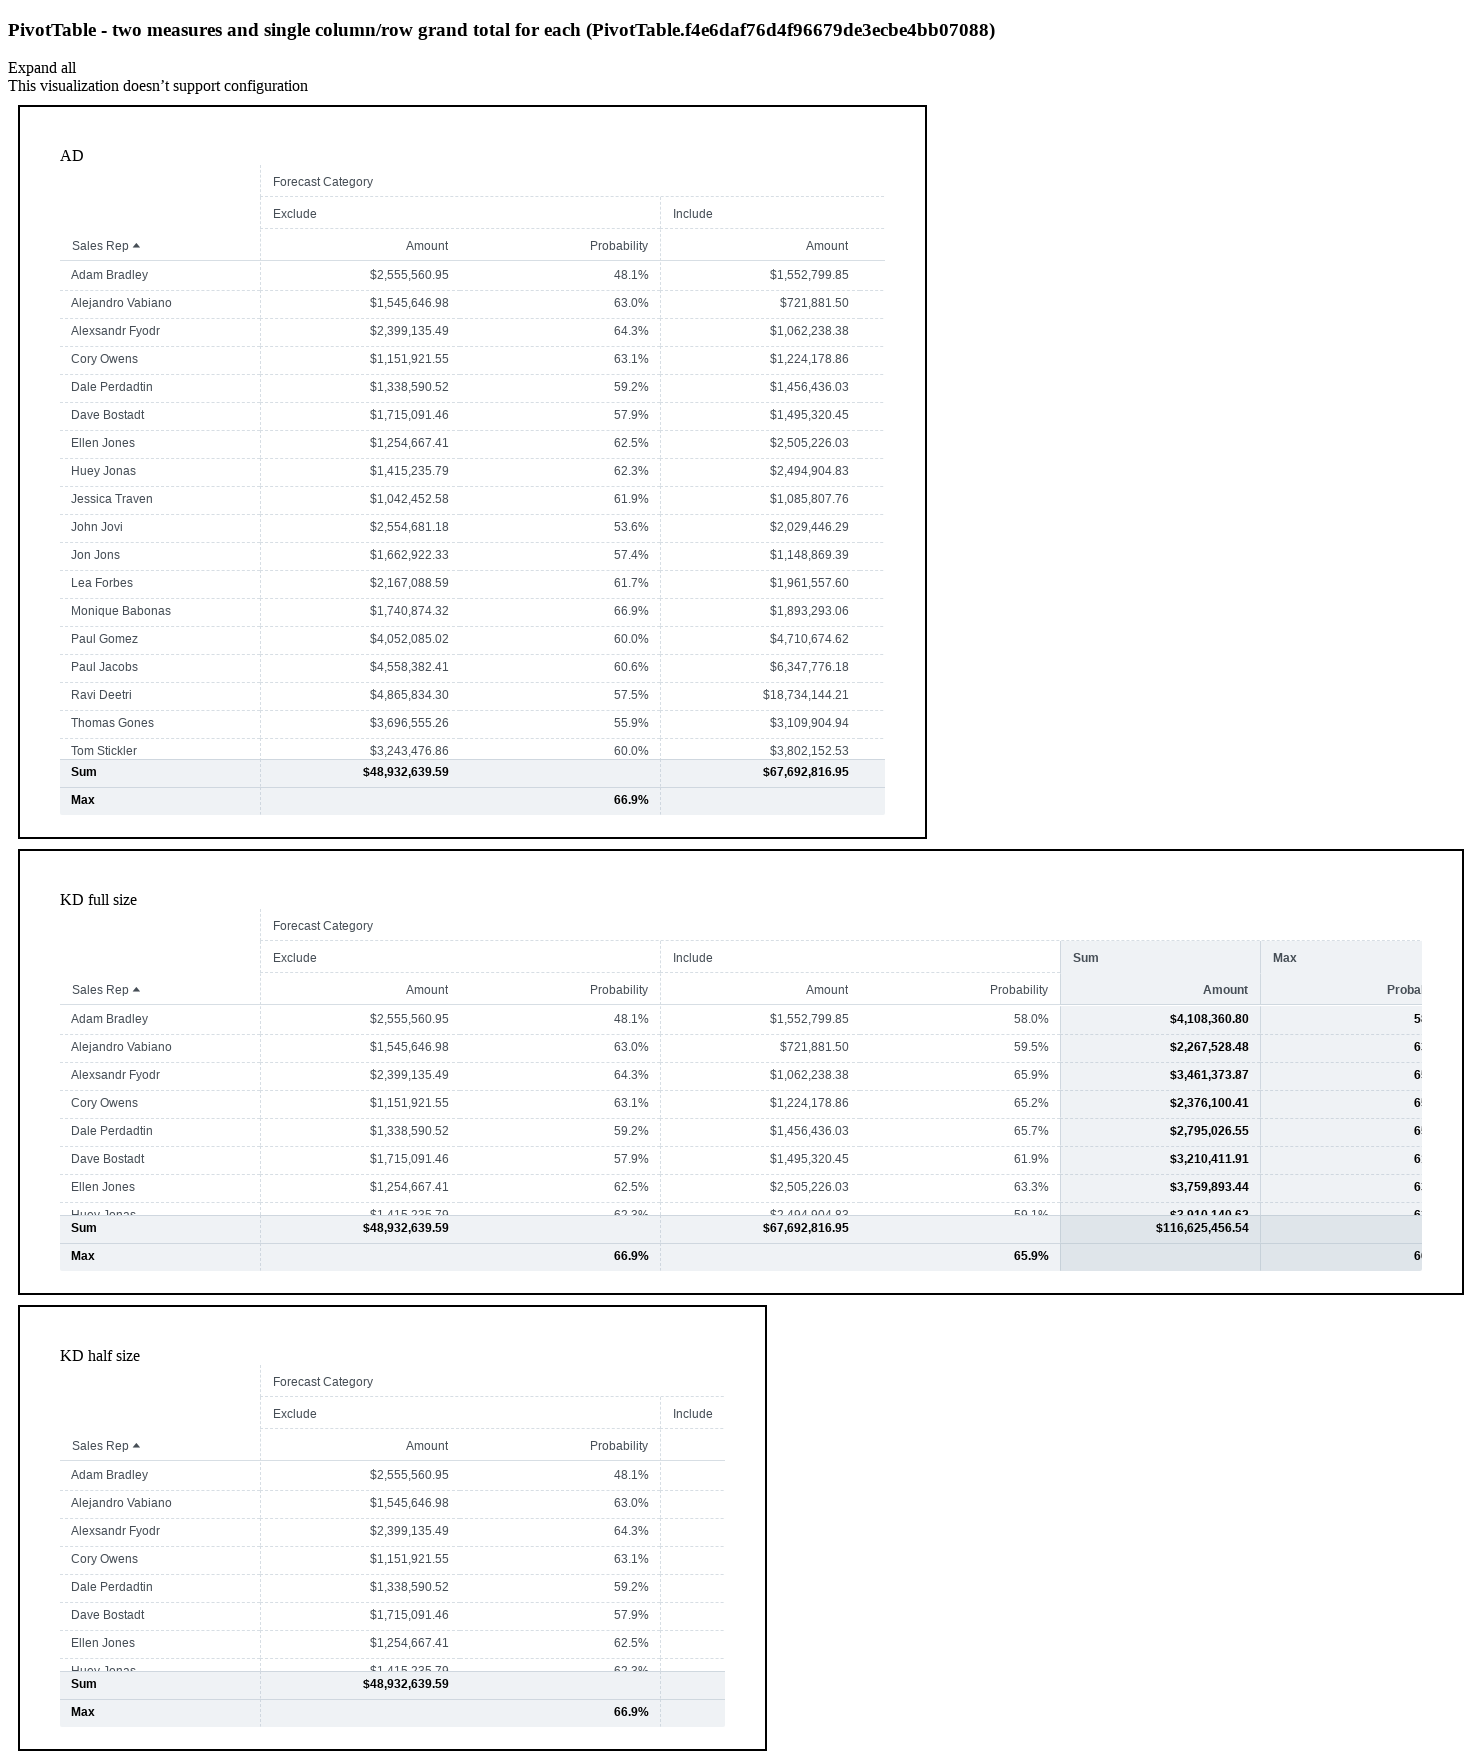 PivotTable - two measures and single column/row grand total for each (PivotTable.f4e6daf76d4f96679de3ecbe4bb07088)
Expand all
This visualization doesn’t support configuration
AD
Forecast Category
Exclude Include
Sales Rep Amount Probability Amount
Adam Bradley $2,555,560.95 48.1% $1,552,799.85
Alejandro Vabiano $1,545,646.98 63.0% $721,881.50
Alexsandr Fyodr $2,399,135.49 64.3% $1,062,238.38
Cory Owens $1,151,921.55 63.1% $1,224,178.86
Dale Perdadtin $1,338,590.52 59.2% $1,456,436.03
Dave Bostadt $1,715,091.46 57.9% $1,495,320.45
Ellen Jones $1,254,667.41 62.5% $2,505,226.03
Huey Jonas $1,415,235.79 62.3% $2,494,904.83
Jessica Traven $1,042,452.58 61.9% $1,085,807.76
John Jovi $2,554,681.18 53.6% $2,029,446.29
Jon Jons $1,662,922.33 57.4% $1,148,869.39
Lea Forbes $2,167,088.59 61.7% $1,961,557.60
Monique Babonas $1,740,874.32 66.9% $1,893,293.06
Paul Gomez $4,052,085.02 60.0% $4,710,674.62
Paul Jacobs $4,558,382.41 60.6% $6,347,776.18
Ravi Deetri $4,865,834.30 57.5% $18,734,144.21
Thomas Gones $3,696,555.26 55.9% $3,109,904.94
Tom Stickler $3,243,476.86 60.0% $3,802,152.53
Sum $48,932,639.59 $67,692,816.95
Max 66.9%
KD full size
Forecast Category
Exclude Include Sum Max
Sales Rep Amount Probability Amount Probability Amount
Adam Bradley $2,555,560.95 48.1% $1,552,799.85 58.0% $4,108,360.80
Alejandro Vabiano $1,545,646.98 63.0% $721,881.50 59.5% $2,267,528.48
Alexsandr Fyodr $2,399,135.49 64.3% $1,062,238.38 65.9% $3,461,373.87
Cory Owens $1,151,921.55 63.1% $1,224,178.86 65.2% $2,376,100.41
Dale Perdadtin $1,338,590.52 59.2% $1,456,436.03 65.7% $2,795,026.55
Dave Bostadt $1,715,091.46 57.9% $1,495,320.45 61.9% $3,210,411.91
Ellen Jones $1,254,667.41 62.5% $2,505,226.03 63.3% $3,759,893.44
Huey Jonas $1,415,235.79 62.3% $2,494,904.83 59.1% $3,910,140.62
Sum $48,932,639.59 $67,692,816.95 $116,625,456.54
Max 66.9% 65.9%
KD half size
Forecast Category
Exclude Include
Sales Rep Amount Probability
Adam Bradley $2,555,560.95 48.1%
Alejandro Vabiano $1,545,646.98 63.0%
Alexsandr Fyodr $2,399,135.49 64.3%
Cory Owens $1,151,921.55 63.1%
Dale Perdadtin $1,338,590.52 59.2%
Dave Bostadt $1,715,091.46 57.9%
Ellen Jones $1,254,667.41 62.5%
Huey Jonas $1,415,235.79 62.3%
Sum $48,932,639.59
Max 66.9%